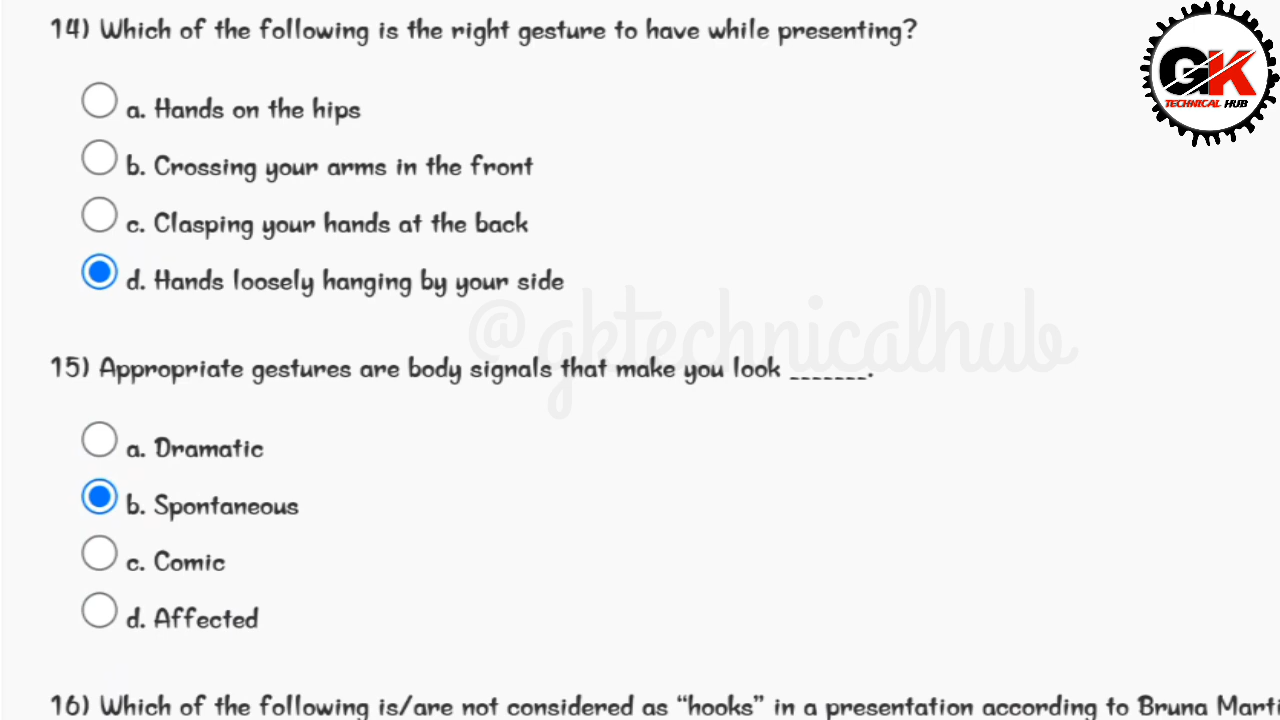 14) Which of the following is the right gesture to have while presenting?
GK
TECHNICAL HUB
a. Hands on the hips
b. Crossing your arms in the front
c. Clasping your hands at the back
d. Hands loosely hanging by your side
@gktechnicalhub
15) Appropriate gestures are body signals that make you look _______.
a. Dramatic
b. Spontaneous
c. Comic
d. Affected
16) Which of the following is/are not considered as “hooks” in a presentation according to Bruna Marti